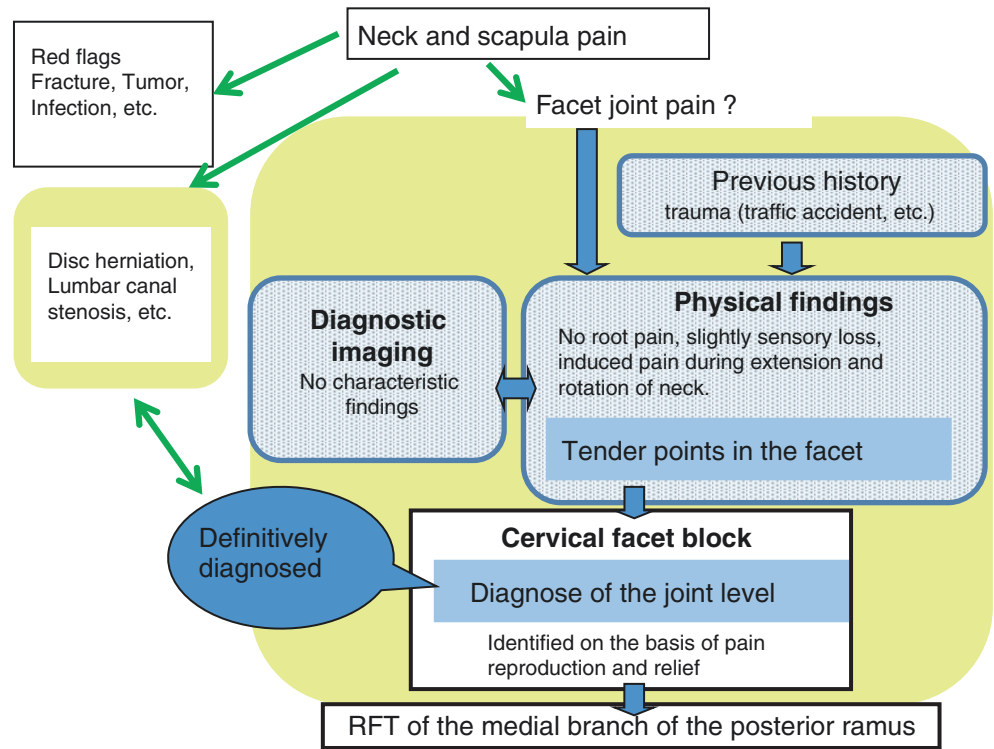 Neck and scapula pain
Red flags
Fracture, Tumor,
Infection, etc.
Facet joint pain ?
Previous history
trauma (traffic accident, etc.)
Disc herniation,
Lumbar canal
stenosis, etc.
Diagnostic
imaging
No characteristic
findings
Physical findings
No root pain, slightly sensory loss,
induced pain during extension and
rotation of neck.
Tender points in the facet
Definitively
diagnosed
Cervical facet block
Diagnose of the joint level
Identified on the basis of pain
reproduction and relief
RFT of the medial branch of the posterior ramus